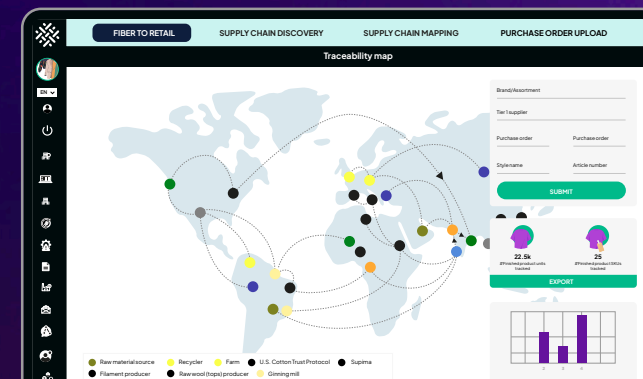 FIBER TO RETAIL SUPPLY CHAIN DISCOVERY SUPPLY CHAIN MAPPING PURCHASE ORDER UPLOAD
Traceability map
EN
Brand/Assortment
Tier 1 supplier
Purchase order Purchase order
Style name Article number
SUBMIT
22.5k 25
#Finished product units #Finished product SKUs
tracked tracked
EXPORT
2 3 4
Raw material source Recycler Farm U.S. Cotton Trust Protocol Supima
Filament producer Raw wool (tops) producer Ginning mill